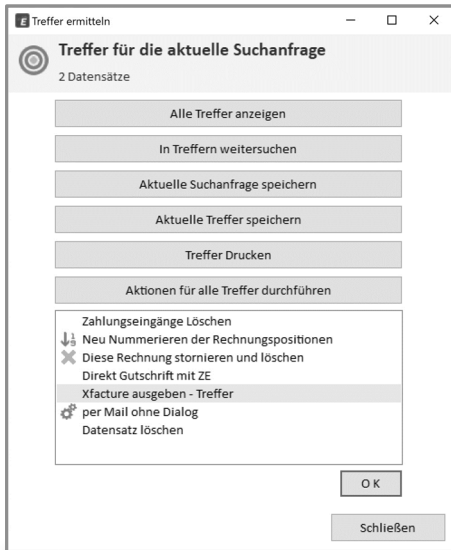 E Treffer ermitteln
Treffer für die aktuelle Suchanfrage
2 Datensätze
Alle Treffer anzeigen
In Treffern weitersuchen
Aktuelle Suchanfrage speichern
Aktuelle Treffer speichern
Treffer Drucken
Aktionen für alle Treffer durchführen
Zahlungseingänge Löschen
Neu Nummerieren der Rechnungspositionen
Diese Rechnung stornieren und löschen
Direkt Gutschrift mit ZE
Xfacture ausgeben - Treffer
per Mail ohne Dialog
Datensatz löschen
O K
Schließen